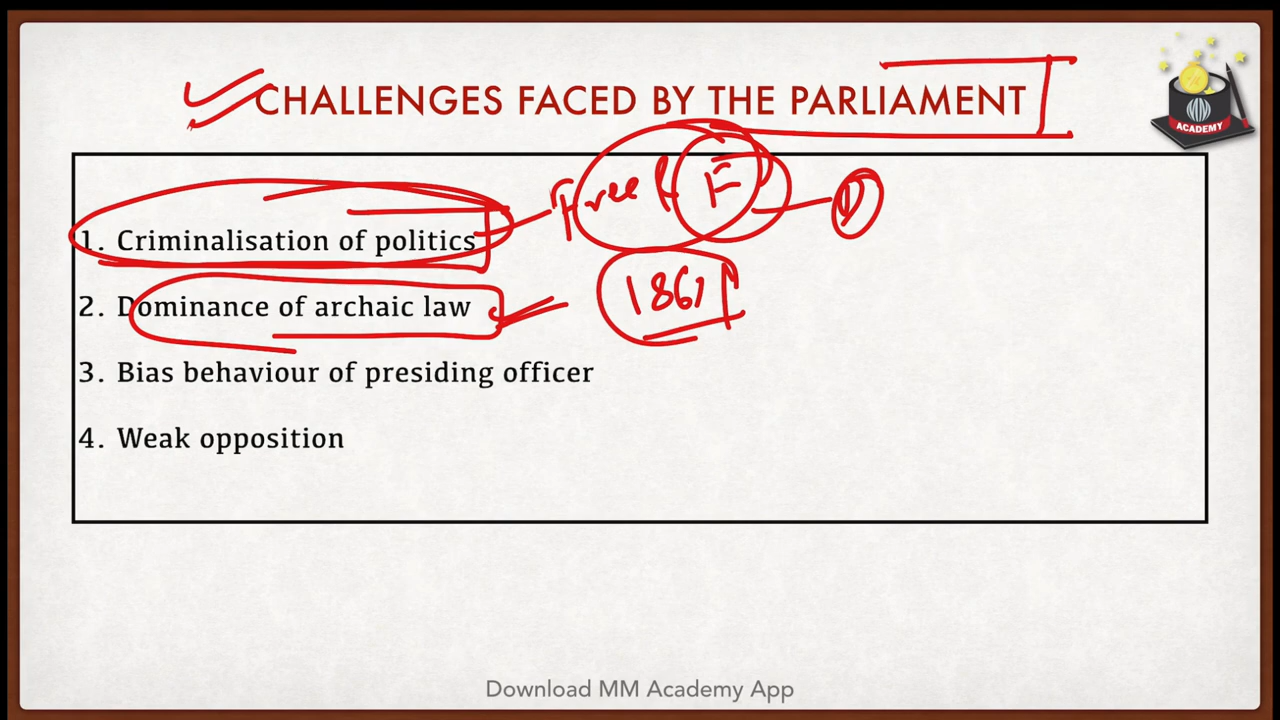 CHALLENGES FACED BY THE PARLIAMENT
MM
ACADEMY
Free & F
1. Criminalisation of politics
1861
2. Dominance of archaic law
3. Bias behaviour of presiding officer
4. Weak opposition
Download MM Academy App